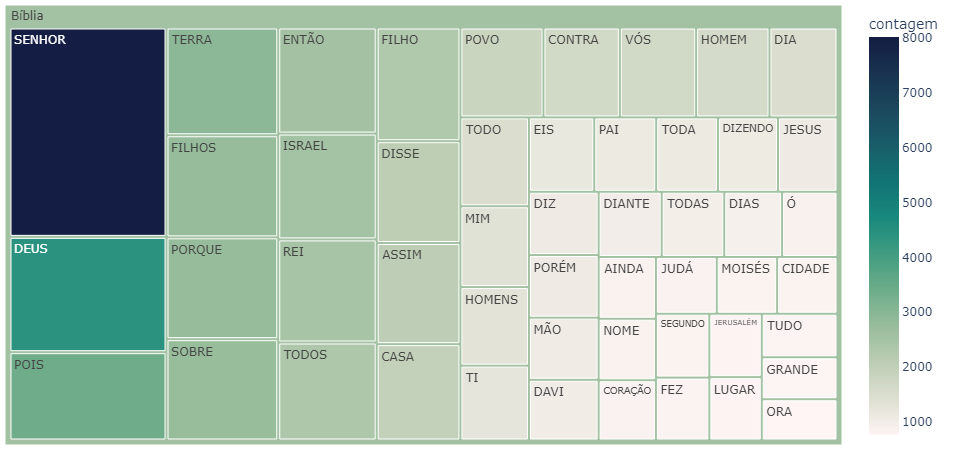 Bíblia
SENHOR
DEUS
POIS
TERRA
FILHOS
PORQUE
SOBRE
ENTÃO
ISRAEL
REI
TODOS
FILHO
DISSE
ASSIM
CASA
POVO
CONTRA
VÓS
HOMEM
DIA
TODO
MIM
HOMENS
TI
EIS
PAI
TODA
DIZENDO
JESUS
DIZ
PORÉM
MÃO
DAVI
DIANTE
TODAS
DIAS
Ó
AINDA
NOME
CORAÇÃO
JUDÁ
MOISÉS
CIDADE
SEGUNDO
JERUSALÉM
FEZ
LUGAR
TUDO
GRANDE
ORA
contagem
8000
7000
6000
5000
4000
3000
2000
1000